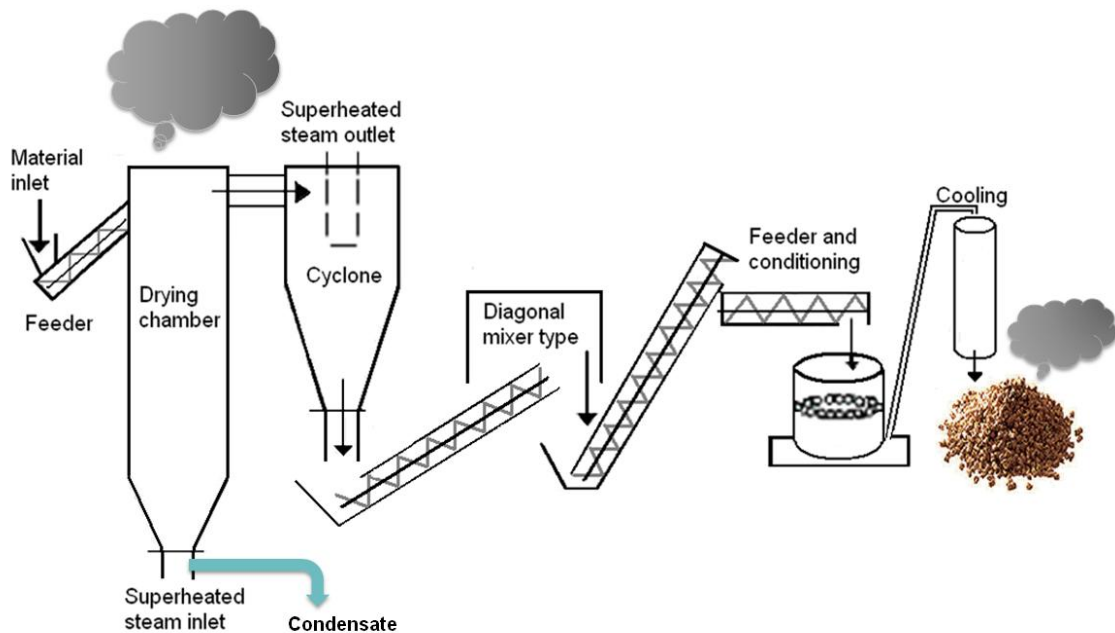 Material
inlet
Feeder
Drying
chamber
Superheated
steam inlet
Condensate
Superheated
steam outlet
Cyclone
Diagonal
mixer type
Feeder and
conditioning
Cooling